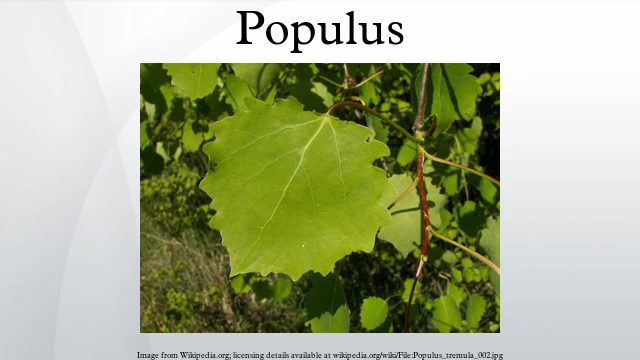 Populus
Image from Wikipedia.org; licensing details available at wikipedia.org/wiki/File:Populus_tremula_002.jpg